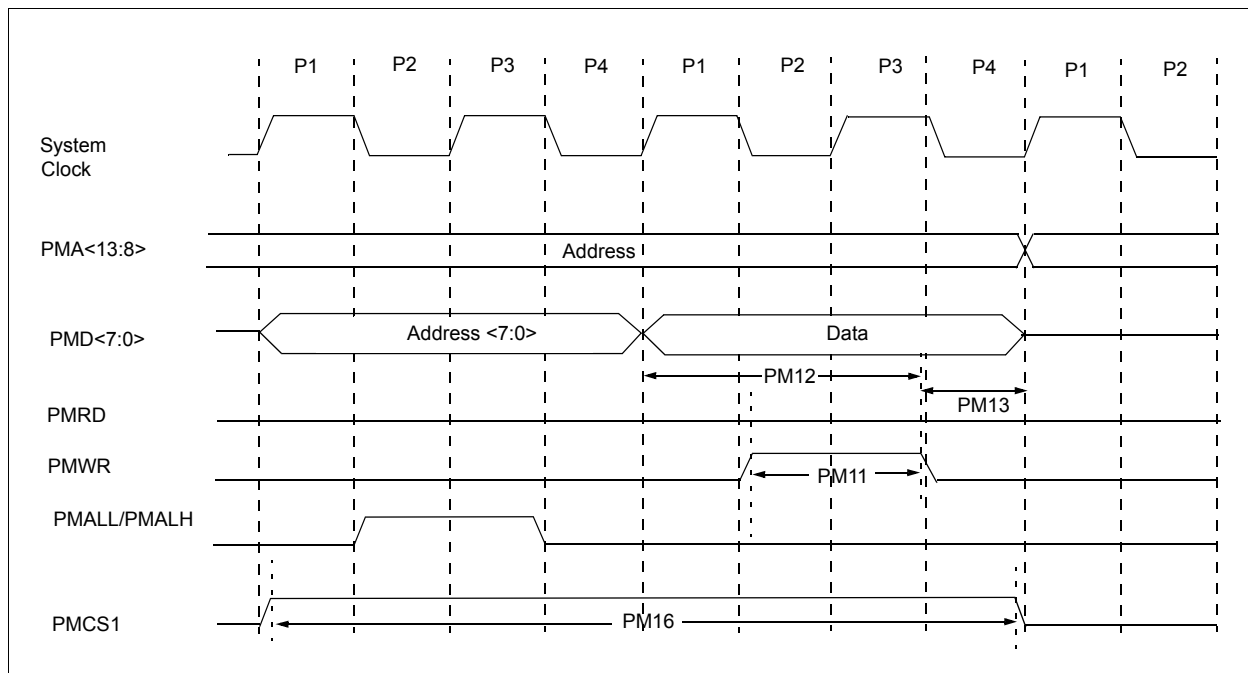 P1 P2 P3 P4 P1 P2 P3 P4 P1 P2
System
Clock
PMA<13:8>
Address
PMD<7:0>
Address <7:0>
Data
PM12
PM13
PMRD
PMWR
PM11
PMALL/PMALH
PMCS1
PM16